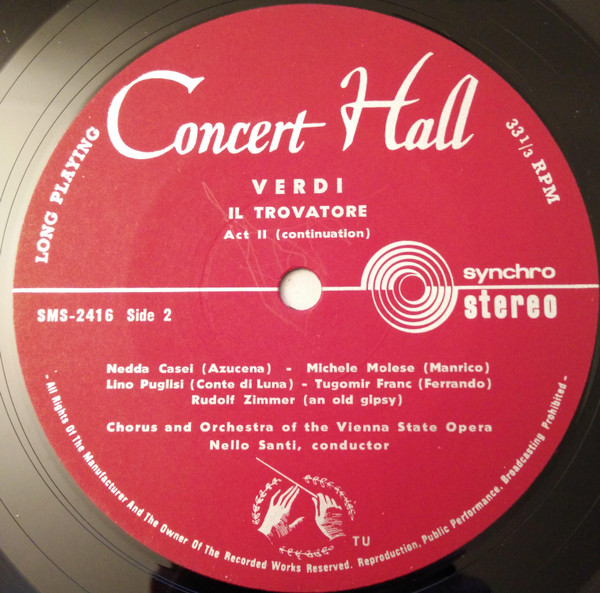 Concert Hall
LONG PLAYING
33 1/3 RPM
VERDI
IL TROVATORE
Act II (continuation)
synchro
stereo
SMS-2416 Side 2
Nedda Casei (Azucena) - Michele Molese (Manrico)
Lino Puglisi (Conte di Luna) - Tugomir Franc (Ferrando)
Rudolf Zimmer (an old gipsy)
Chorus and Orchestra of the Vienna State Opera
Nello Santi, conductor
TU
- All Rights Of The Manufacturer And The Owner Of The Recorded Works Reserved. Reproduction, Public Performance, Broadcasting Prohibited -